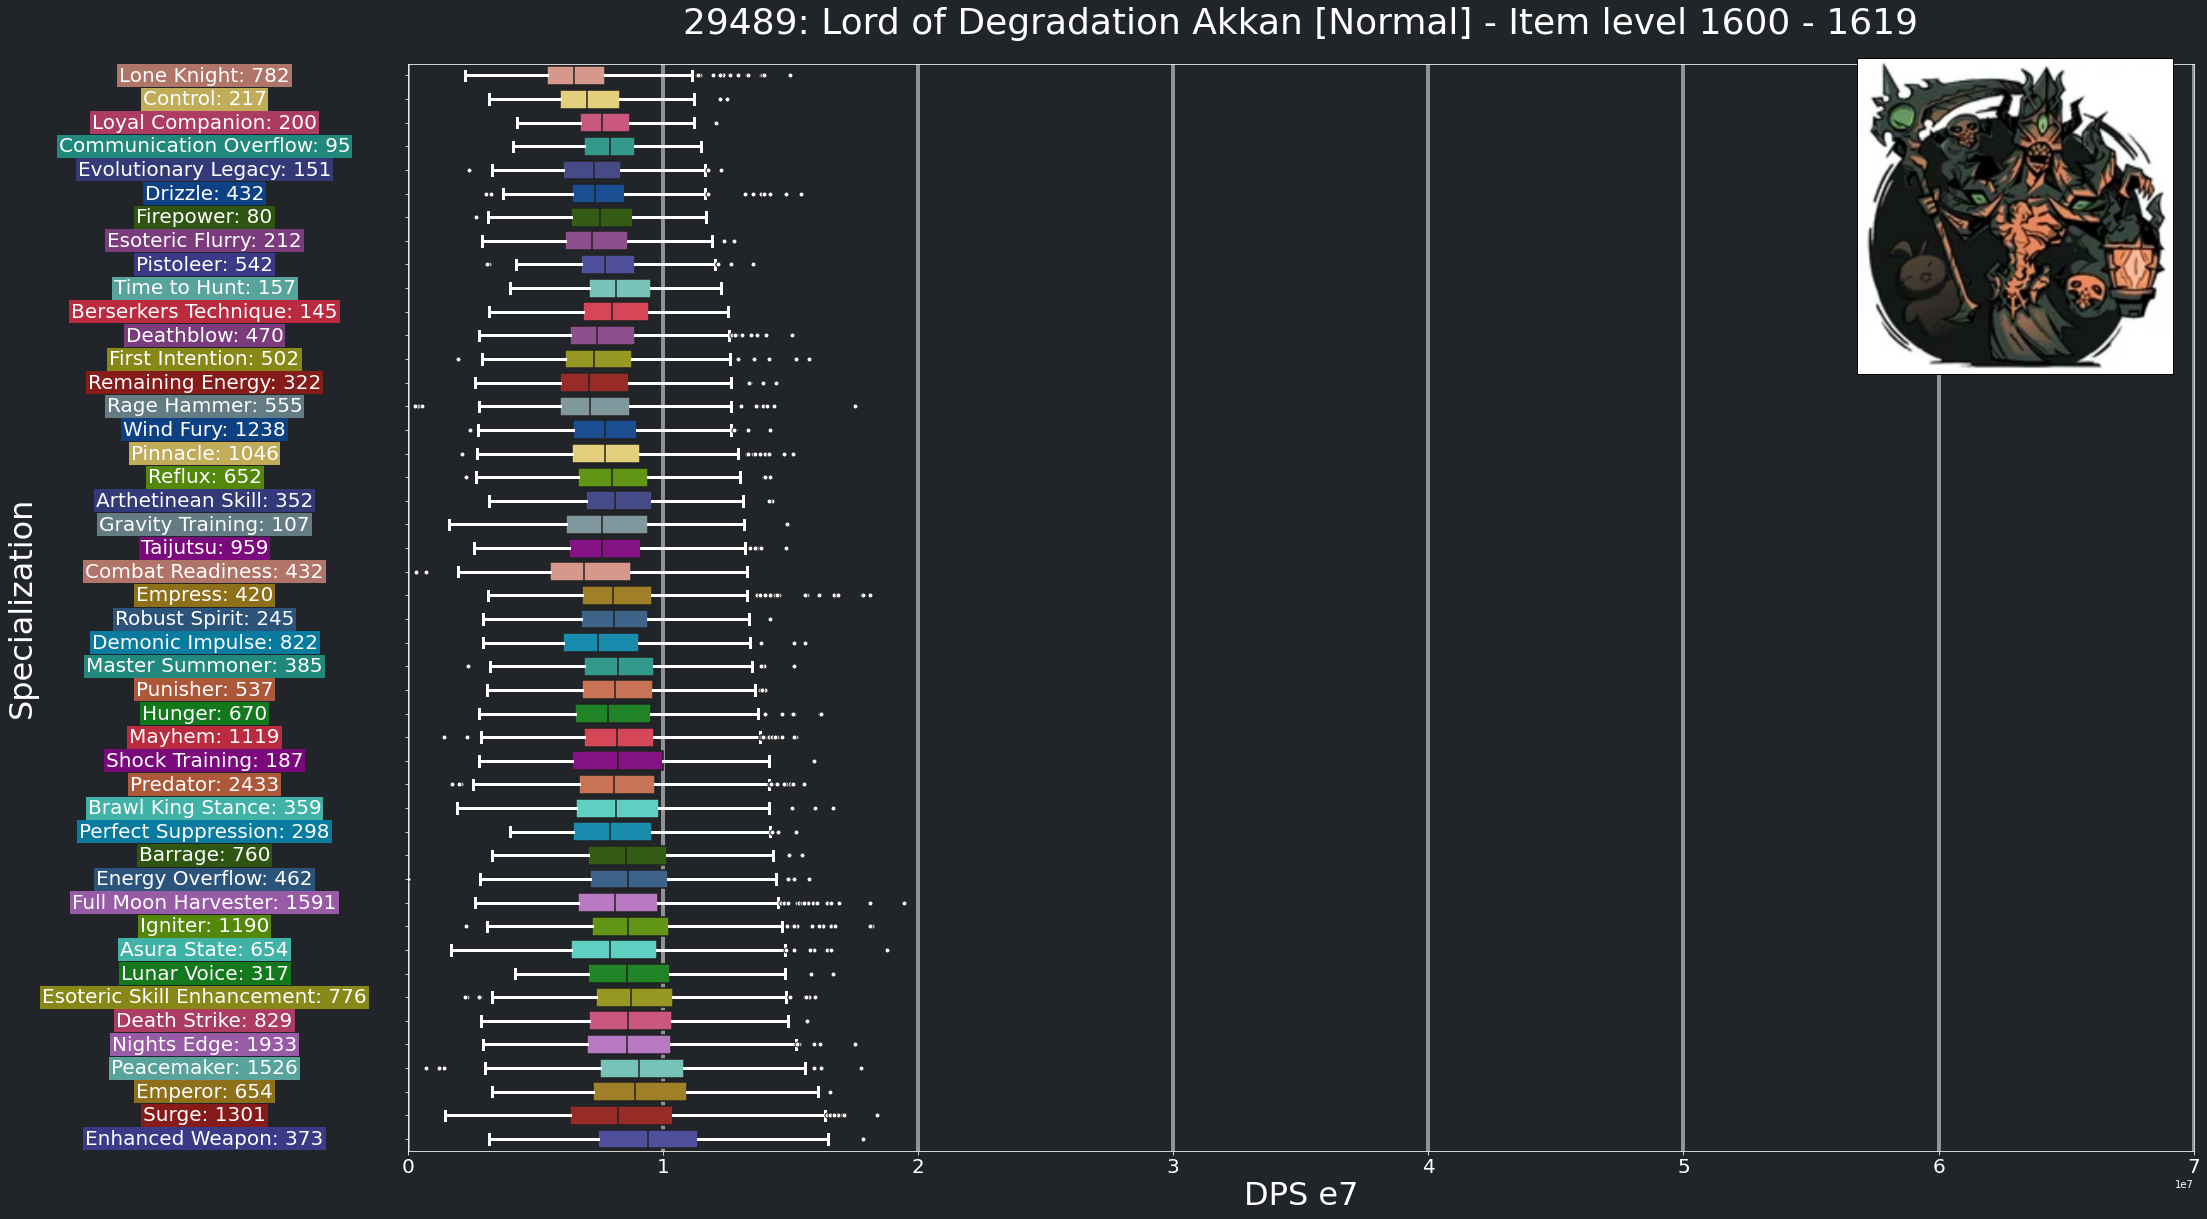 29489: Lord of Degradation Akkan [Normal] - Item level 1600 - 1619
Lone Knight: 782
Control: 217
Loyal Companion: 200
Communication Overflow: 95
Evolutionary Legacy: 151
Drizzle: 432
Firepower: 80
Esoteric Flurry: 212
Pistoleer: 542
Time to Hunt: 157
Berserkers Technique: 145
Deathblow: 470
First Intention: 502
Remaining Energy: 322
Rage Hammer: 555
Wind Fury: 1238
Pinnacle: 1046
Reflux: 652
Arthetinean Skill: 352
Gravity Training: 107
Taijutsu: 959
Combat Readiness: 432
Empress: 420
Robust Spirit: 245
Demonic Impulse: 822
Master Summoner: 385
Punisher: 537
Hunger: 670
Mayhem: 1119
Shock Training: 187
Predator: 2433
Brawl King Stance: 359
Perfect Suppression: 298
Barrage: 760
Energy Overflow: 462
Full Moon Harvester: 1591
Igniter: 1190
Asura State: 654
Lunar Voice: 317
Esoteric Skill Enhancement: 776
Death Strike: 829
Nights Edge: 1933
Peacemaker: 1526
Emperor: 654
Surge: 1301
Enhanced Weapon: 373
Specialization
0 1 2 3 4 5 6 7
DPS e7
1e7